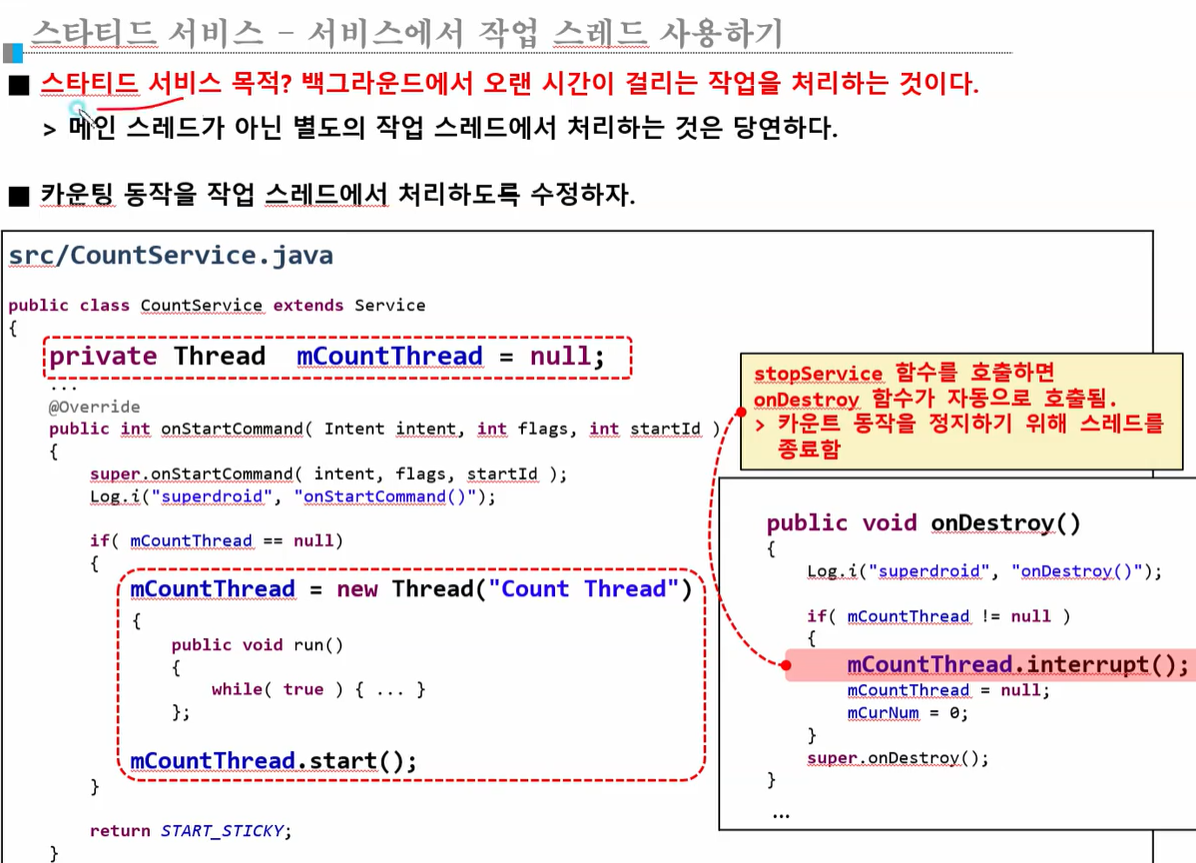 스타티드 서비스 - 서비스에서 작업 스레드 사용하기
■ 스타티드 서비스 목적? 백그라운드에서 오랜 시간이 걸리는 작업을 처리하는 것이다.
> 메인 스레드가 아닌 별도의 작업 스레드에서 처리하는 것은 당연하다.
■ 카운팅 동작을 작업 스레드에서 처리하도록 수정하자.
src/CountService.java
public class CountService extends Service
{
private Thread mCountThread = null;
...
@Override
public int onStartCommand( Intent intent, int flags, int startId )
{
super.onStartCommand( intent, flags, startId );
Log.i("superdroid", "onStartCommand()");
if( mCountThread == null)
{
mCountThread = new Thread("Count Thread")
{
public void run()
{
while( true ) { ... }
};
mCountThread.start();
}
return START_STICKY;
}
stopService 함수를 호출하면
onDestroy 함수가 자동으로 호출됨.
> 카운트 동작을 정지하기 위해 스레드를
종료함
public void onDestroy()
{
Log.i("superdroid", "onDestroy()");
if( mCountThread != null )
{
mCountThread.interrupt();
mCountThread = null;
mCurNum = 0;
}
super.onDestroy();
}
...